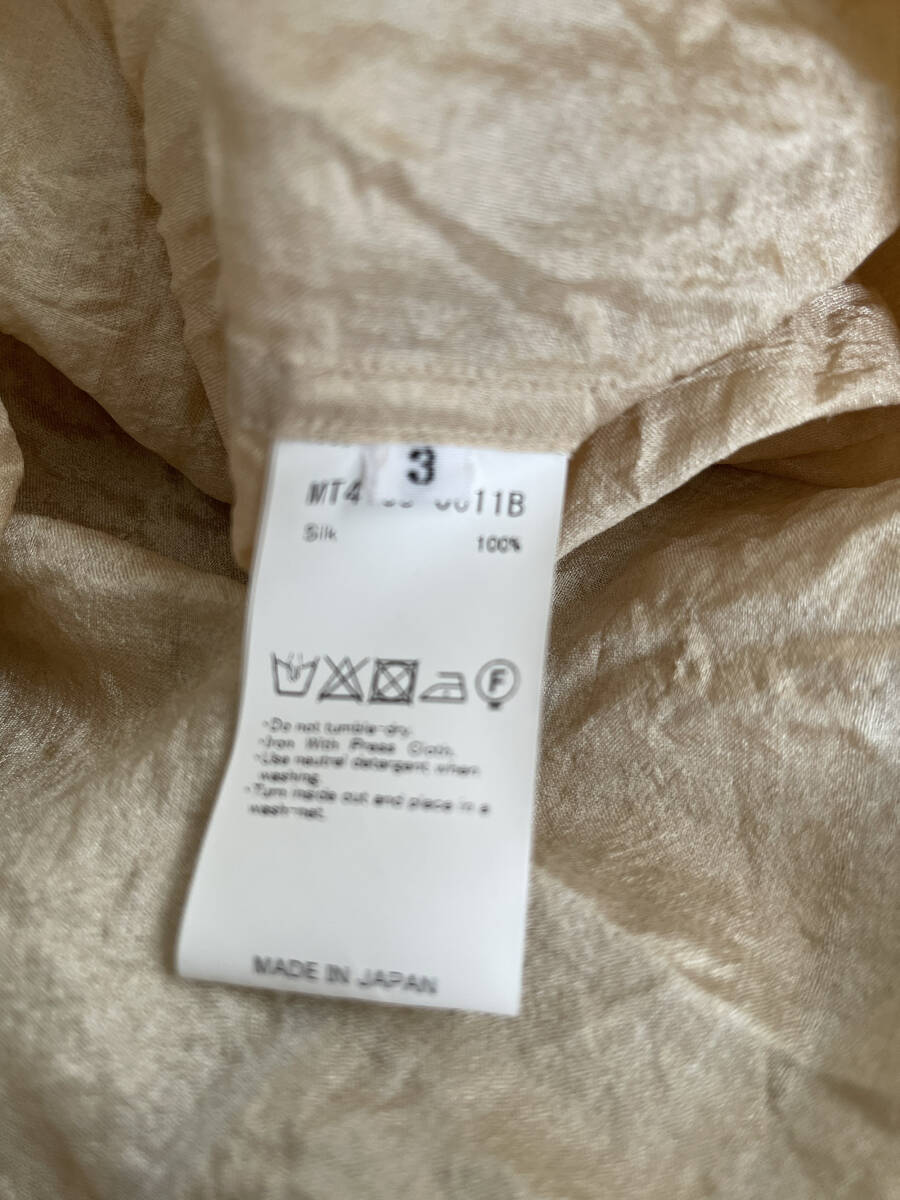 3
11B
Silk 100%
F
·Do not tumble-dry.
·Iron With Press Cloth.
·Use neutral detergent when
washing.
·Turn inside out and place in a
wash-net.
MADE IN JAPAN